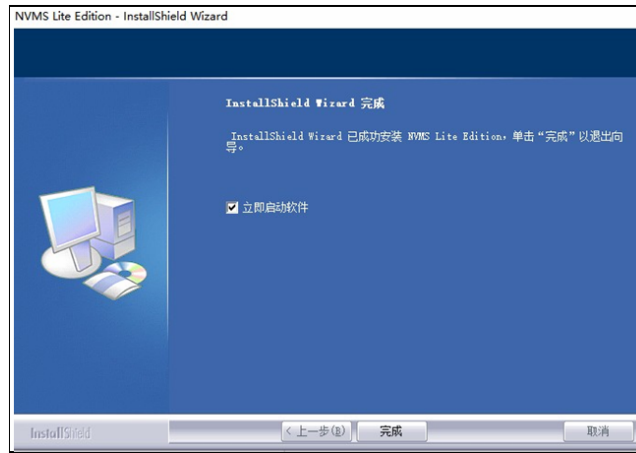 NVMS Lite Edition - InstallShield Wizard
InstallShield Wizard 完成
InstallShield Wizard 已成功安装 NVMS Lite Edition，单击“完成”以退出向
导。
立即启动软件
InstallShield
< 上一步(B)
完成
取消